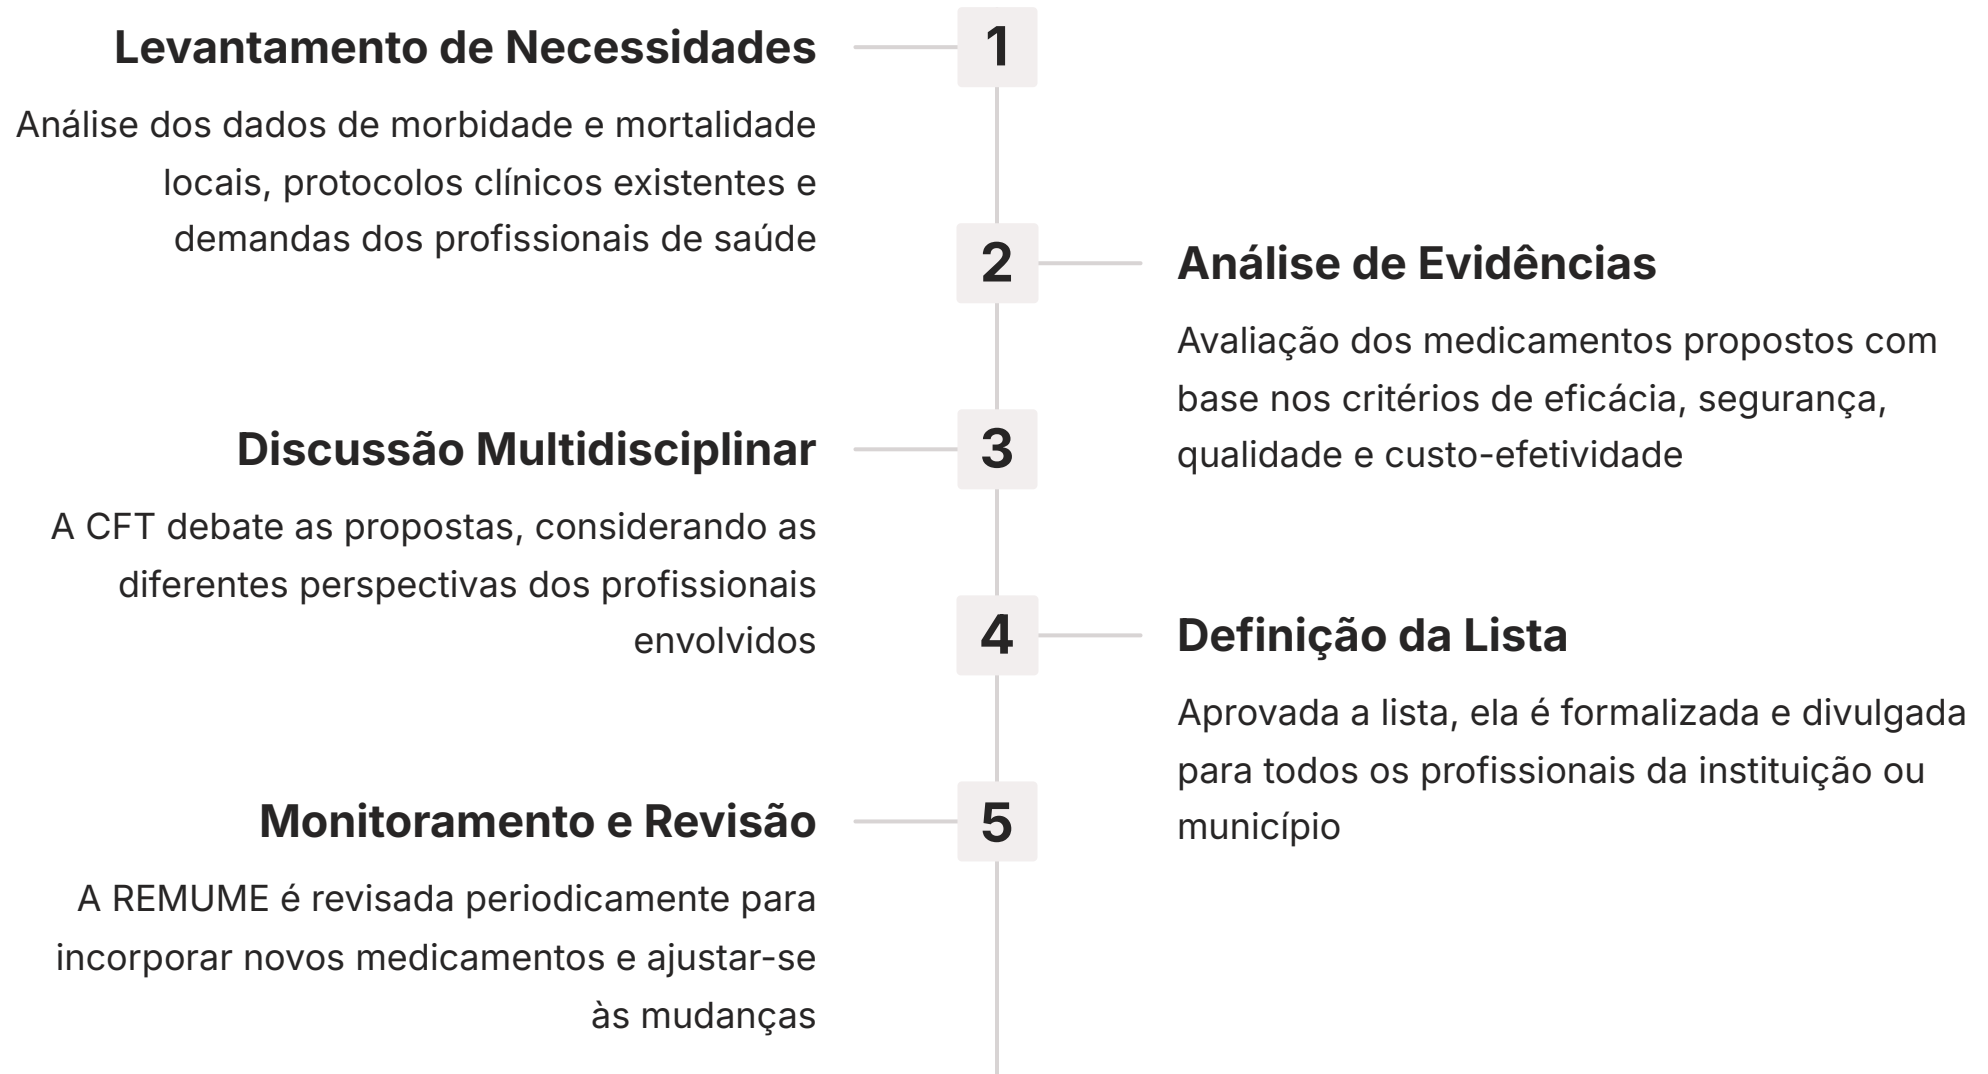 1
Levantamento de Necessidades
Análise dos dados de morbidade e mortalidade
locais, protocolos clínicos existentes e
demandas dos profissionais de saúde
2
Análise de Evidências
Avaliação dos medicamentos propostos com
base nos critérios de eficácia, segurança,
qualidade e custo-efetividade
3
Discussão Multidisciplinar
A CFT debate as propostas, considerando as
diferentes perspectivas dos profissionais
envolvidos
4
Definição da Lista
Aprovada a lista, ela é formalizada e divulgada
para todos os profissionais da instituição ou
município
5
Monitoramento e Revisão
A REMUME é revisada periodicamente para
incorporar novos medicamentos e ajustar-se
às mudanças